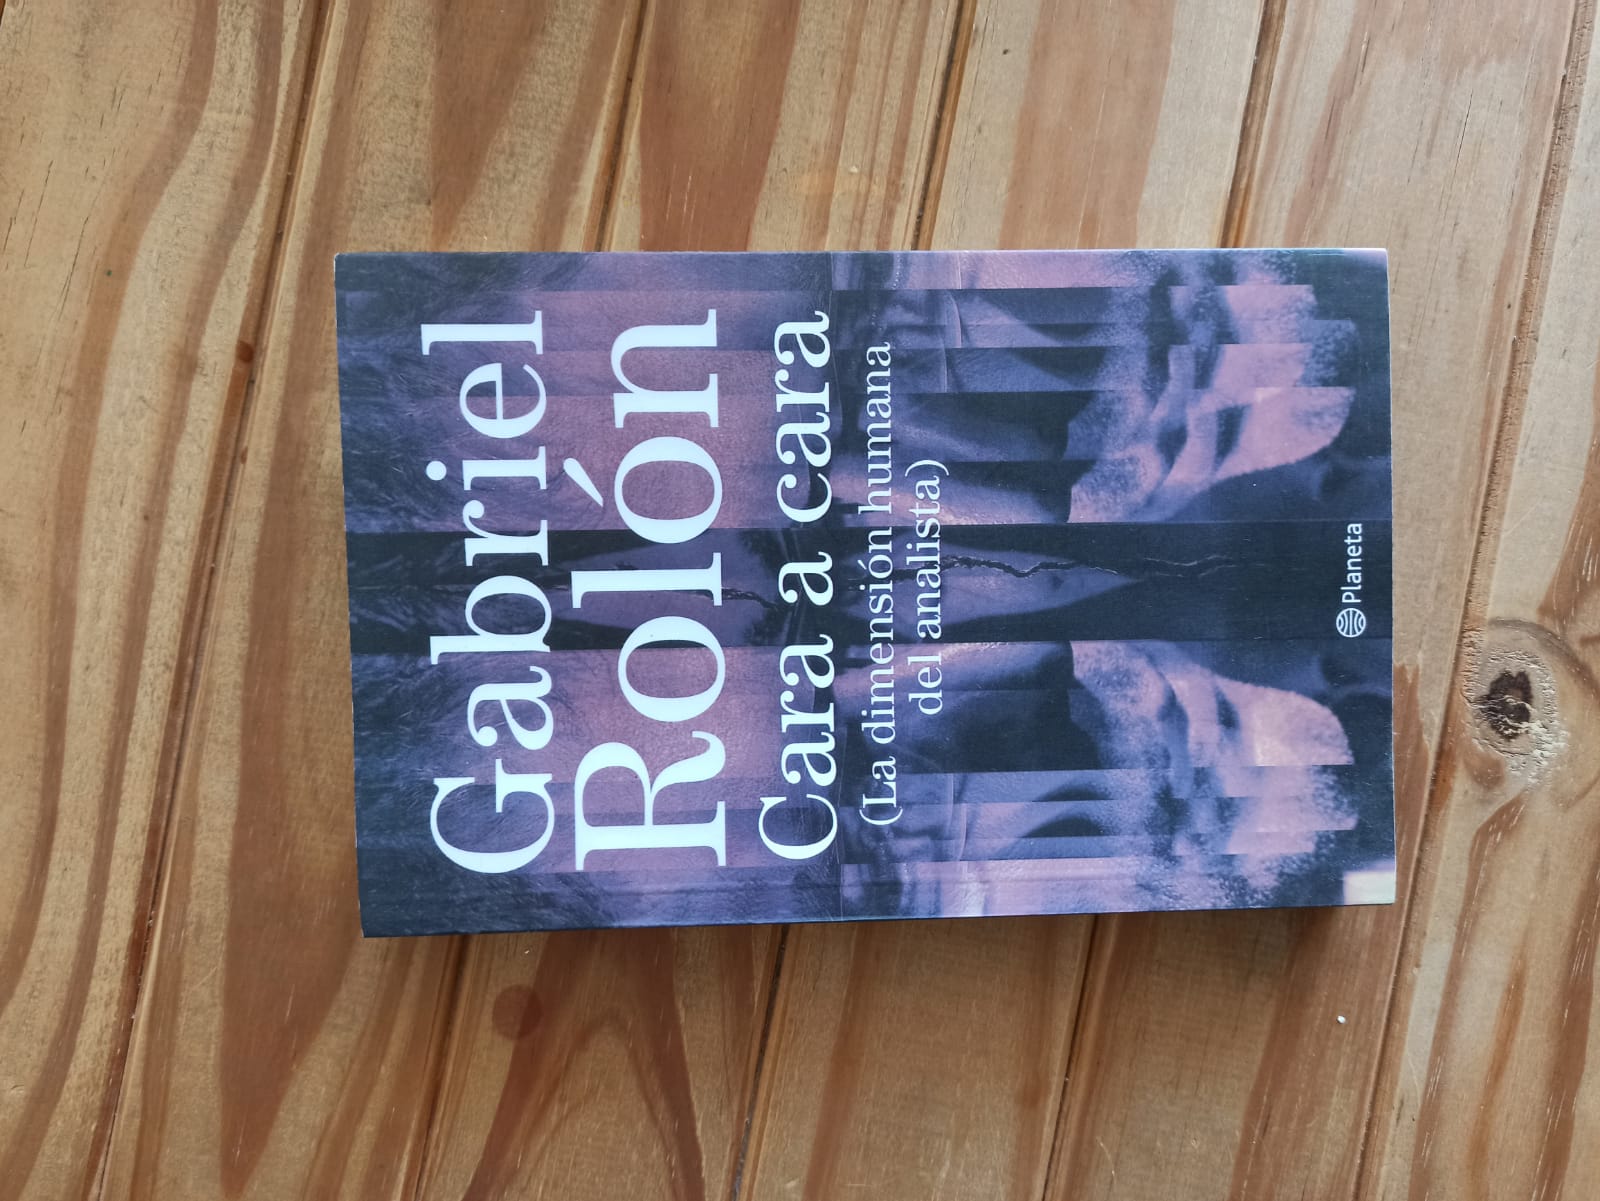 Gabriel
Rolón
Cara a cara
(La dimensión humana
del analista)
Planeta